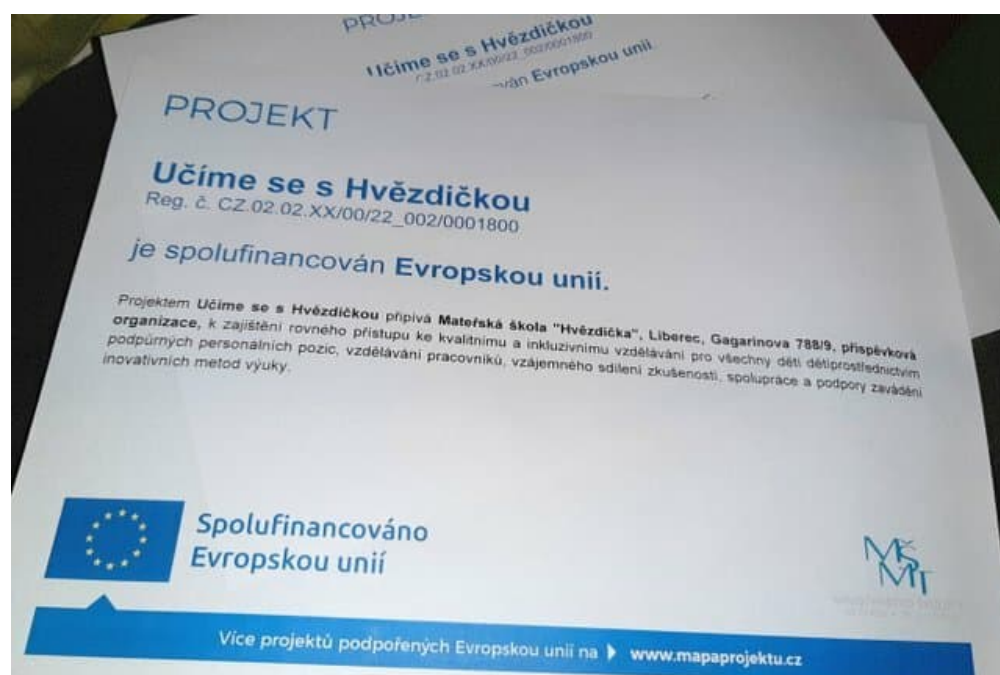 Učíme se s Hvězdičkou
Evropskou unií.
PROJEKT
Učíme se s Hvězdičkou
Reg. č. CZ.02.02.XX/00/22_002/0001800
je spolufinancován Evropskou unií.
Projektem Učíme se s Hvězdičkou připívá Mateřská škola "Hvězdička", Liberec, Gagarinova 788/9, příspěvková
organizace, k zajištění rovného přístupu ke kvalitnímu a inkluzivnímu vzdělávání pro všechny děti dětiprostřednictvím
podpůrných personálních pozic, vzdělávání pracovníků, vzájemného sdílení zkušeností, spolupráce a podpory zavádění
inovativních metod výuky.
Spolufinancováno
Evropskou unií
MŠ
MT
Více projektů podpořených Evropskou unií na www.mapaprojektu.cz